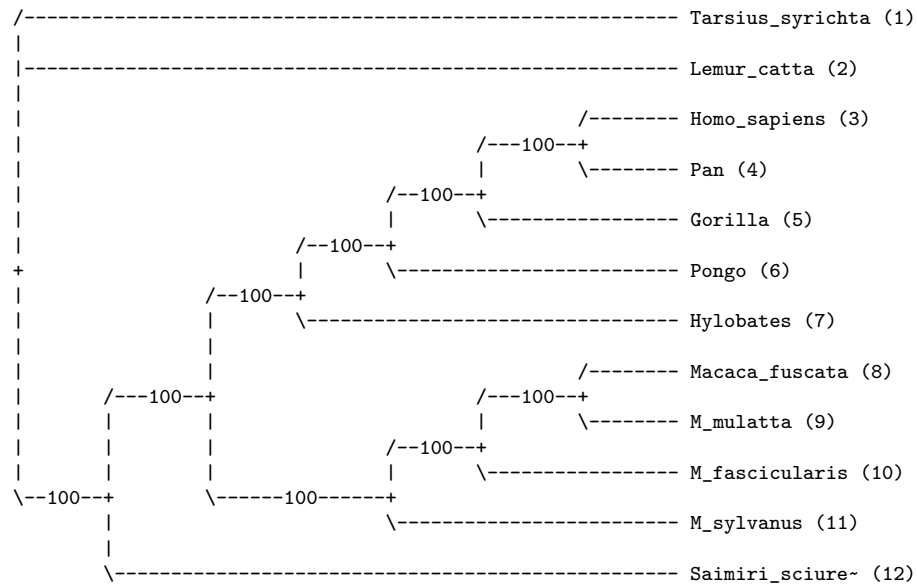 Tarsius_syrichta (1)
Lemur_catta (2)
Homo_sapiens (3)
100
Pan (4)
100
Gorilla (5)
100
Pongo (6)
100
Hylobates (7)
Macaca_fuscata (8)
100
100
M_mulatta (9)
100
M_fascicularis (10)
100
100
M_sylvanus (11)
Saimiri_sciure~ (12)